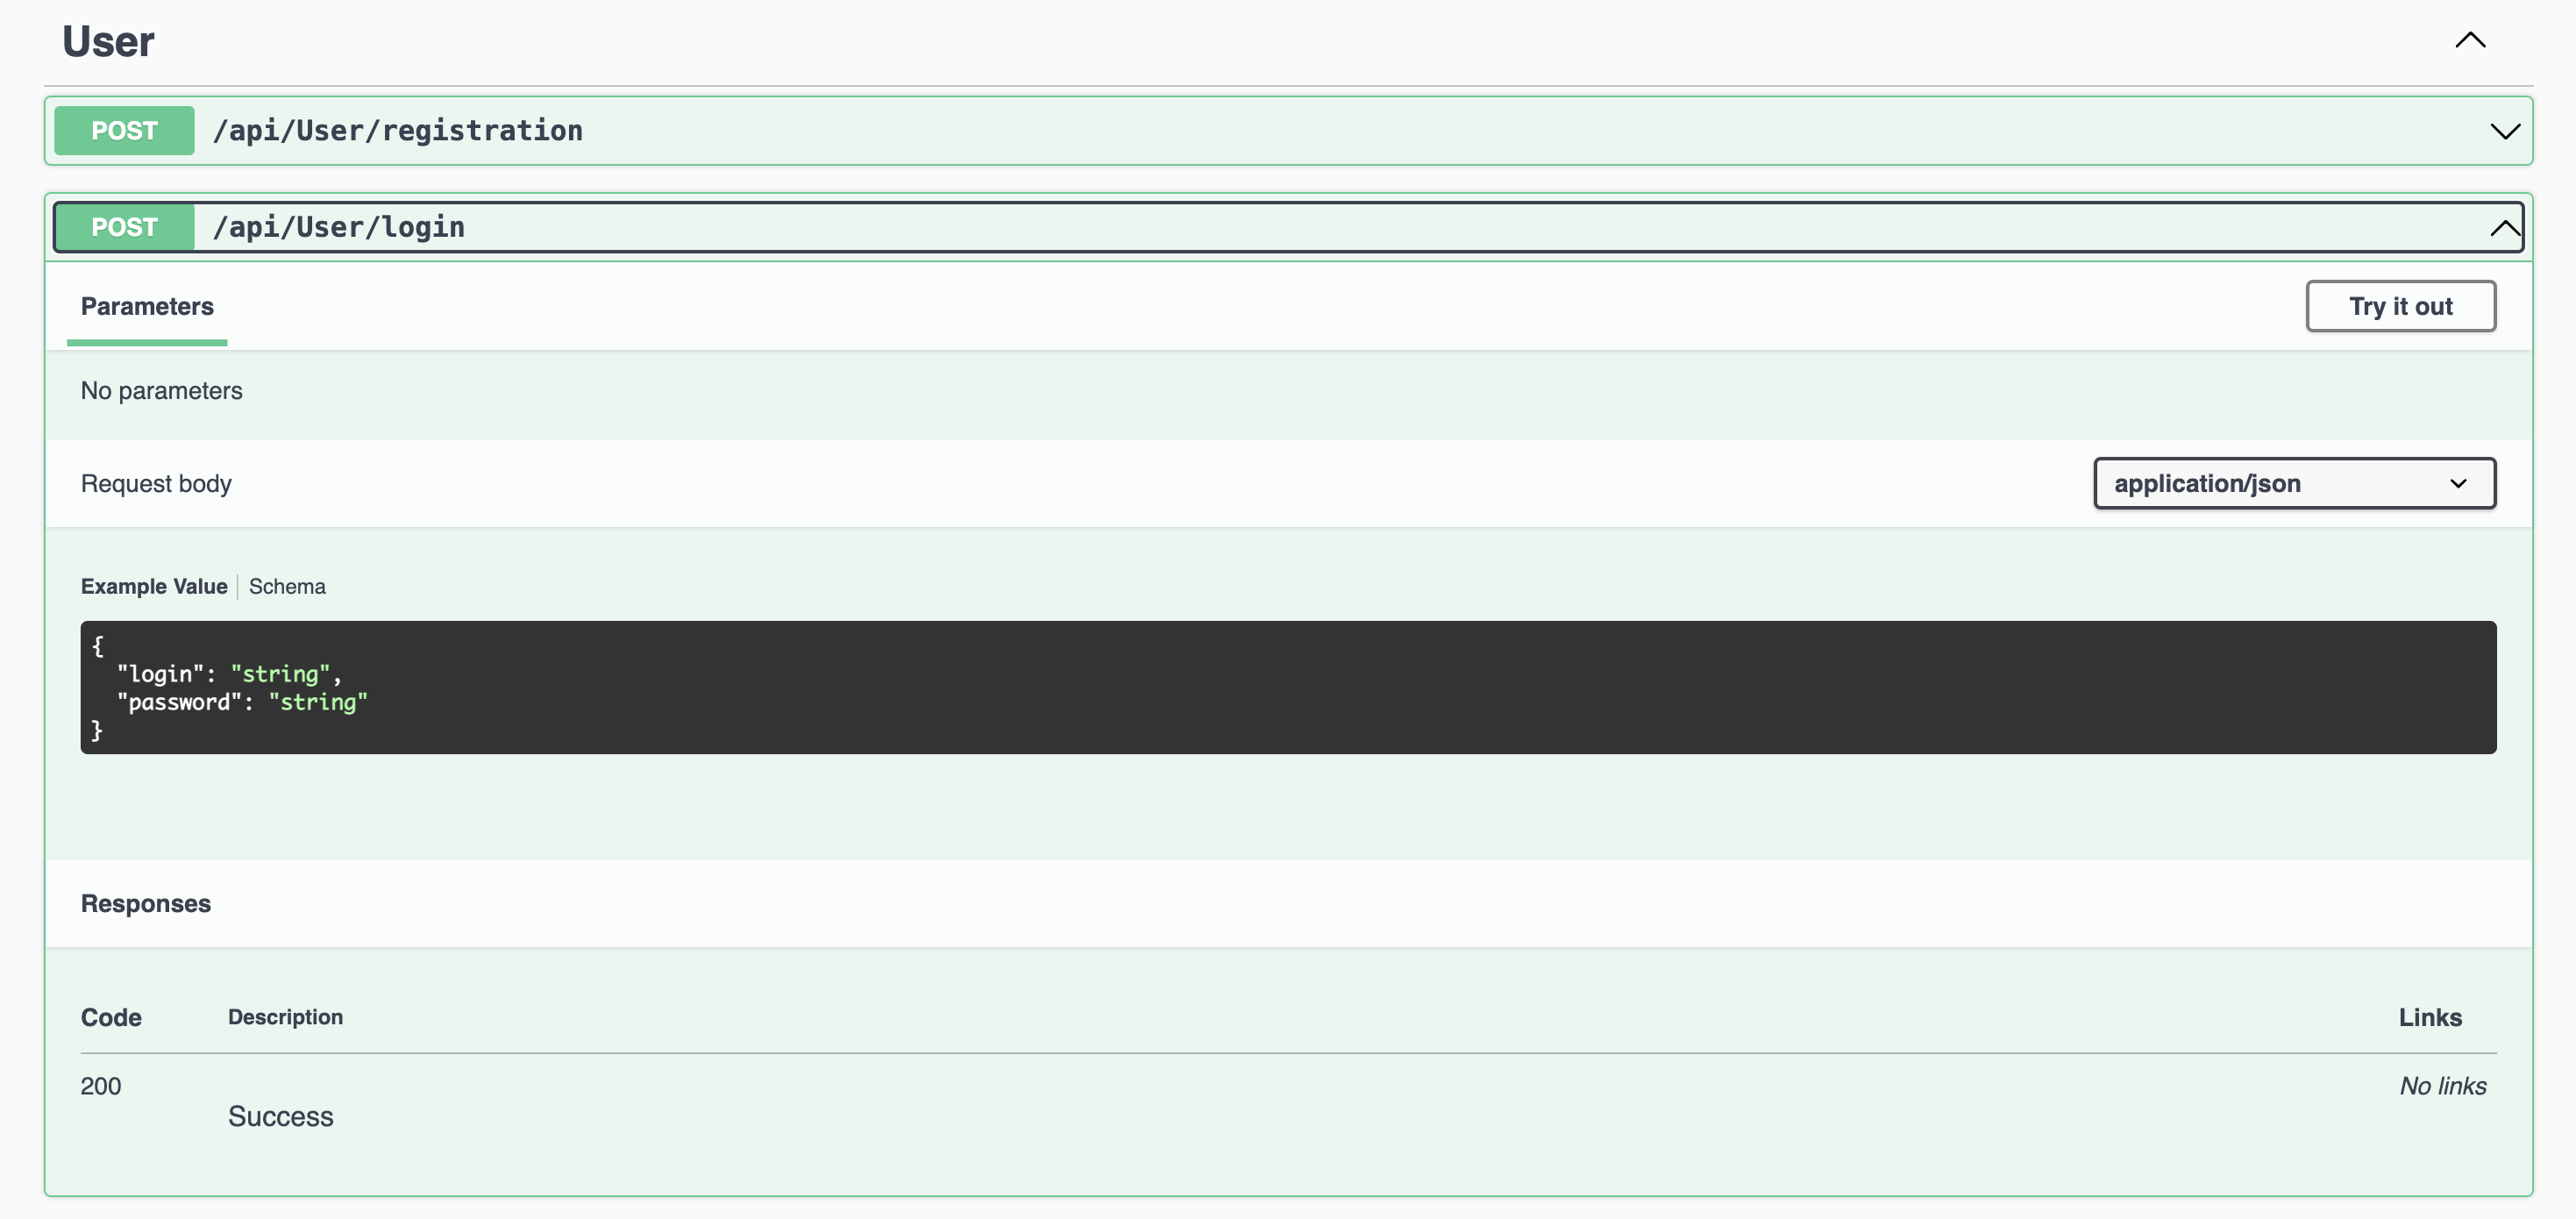 User
POST /api/User/registration
POST /api/User/login
Parameters Try it out
No parameters
Request body application/json
Example Value Schema
{
  "login": "string",
  "password": "string"
}
Responses
Code Description Links
200 No links
Success